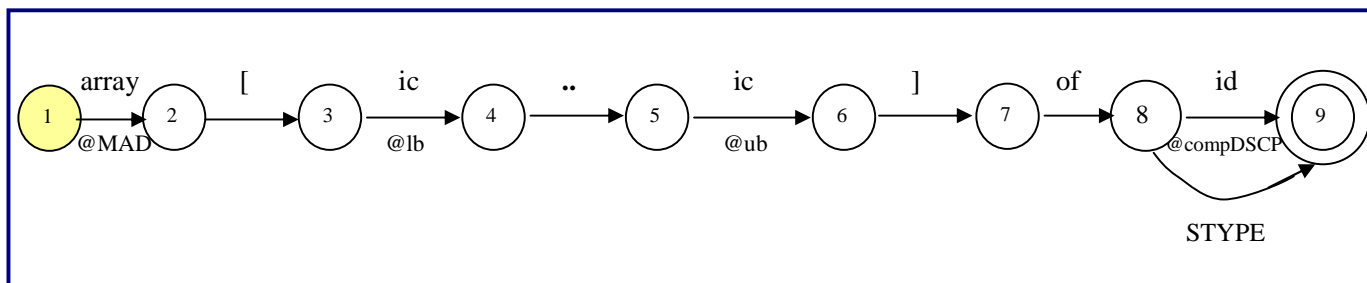 array [ ic .. ic ] of id
1 2 3 4 5 6 7 8 9
@MAD @lb @ub @compDSCP
STYPE